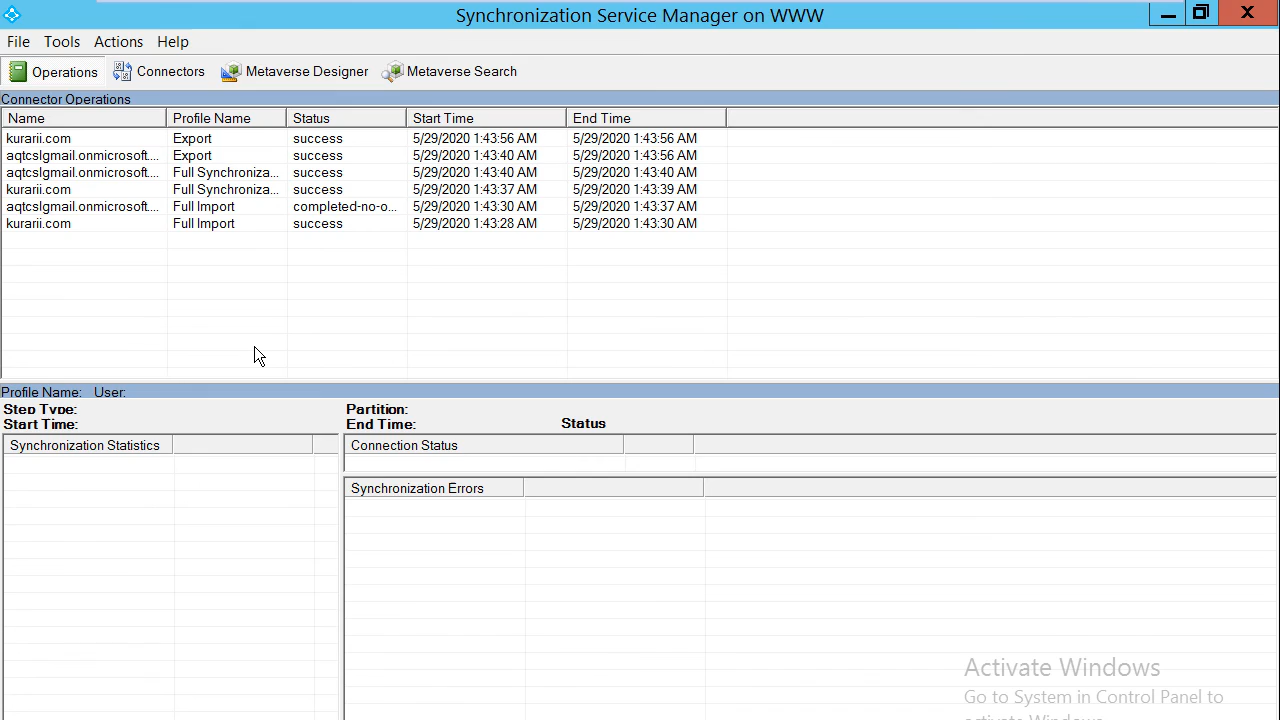 Synchronization Service Manager on WWW
File Tools Actions Help
Operations Connectors Metaverse Designer Metaverse Search
Connector Operations
Name Profile Name Status Start Time End Time
kurarii.com Export success 5/29/2020 1:43:56 AM 5/29/2020 1:43:56 AM
aqtcslgmail.onmicrosoft.... Export success 5/29/2020 1:43:40 AM 5/29/2020 1:43:56 AM
aqtcslgmail.onmicrosoft.... Full Synchroniza... success 5/29/2020 1:43:40 AM 5/29/2020 1:43:40 AM
kurarii.com Full Synchroniza... success 5/29/2020 1:43:37 AM 5/29/2020 1:43:39 AM
aqtcslgmail.onmicrosoft.... Full Import completed-no-o... 5/29/2020 1:43:30 AM 5/29/2020 1:43:37 AM
kurarii.com Full Import success 5/29/2020 1:43:28 AM 5/29/2020 1:43:30 AM
Profile Name: User:
Step Type: Partition:
Start Time: End Time: Status
Synchronization Statistics Connection Status
Synchronization Errors
Activate Windows
Go to System in Control Panel to
activate Windows.